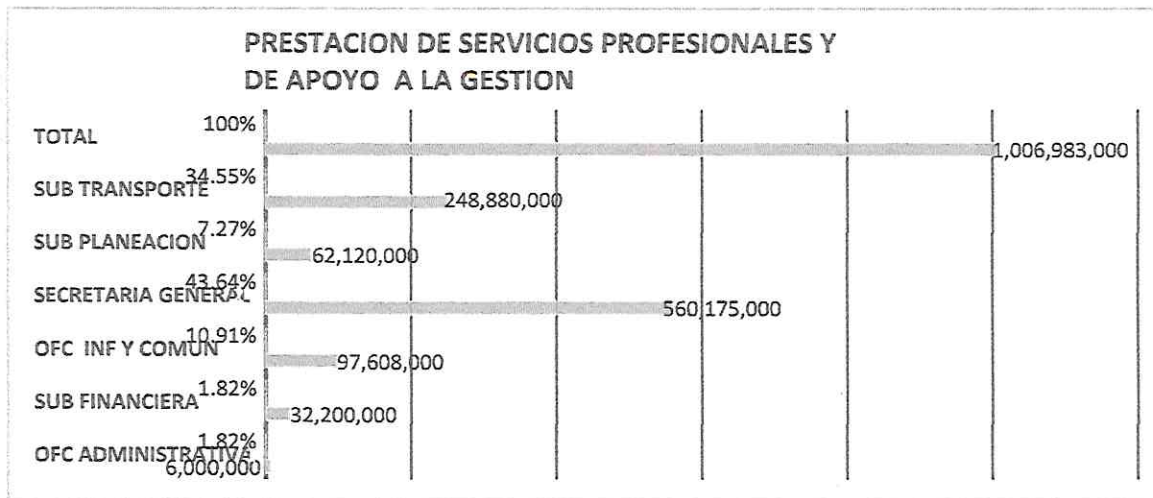 PRESTACION DE SERVICIOS PROFESIONALES Y
DE APOYO A LA GESTION
100%
TOTAL
1,006,983,000
34.55%
SUB TRANSPORTE
248,880,000
7.27%
SUB PLANEACION
62,120,000
43.64%
SECRETARIA GENERAL
560,175,000
10.91%
OFC INF Y COMUN
97,608,000
1.82%
SUB FINANCIERA
32,200,000
1.82%
OFC ADMINISTRATIVA
6,000,000